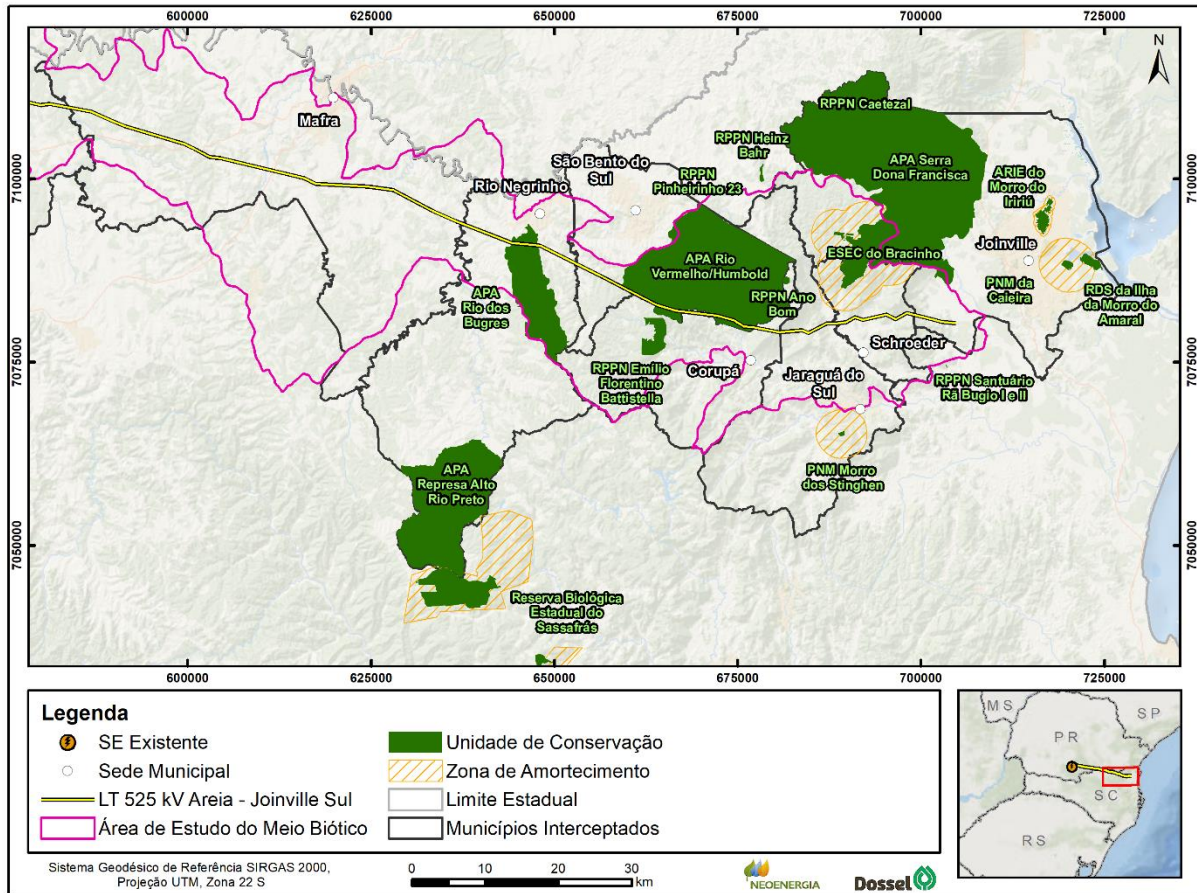 600000 625000 650000 675000 700000 725000
N
7100000
7075000
7050000
7100000
7075000
7050000
Mafra
São Bento do
Sul
Rio Negrinho
RPPN Caetezal
RPPN Heinz
Bahr
RPPN
Pinheirinho 23
APA Serra
Dona Francisca
ARIE do
Morro do
Iririú
Joinville
ESEC do Bracinho
APA Rio
Vermelho/Humbold
RPPN Ano
Bom
PNM da
Caieira
RDS da Ilha
da Morro do
Amaral
APA
Rio dos
Bugres
Schroeder
RPPN Emílio
Florentino
Battistella
Corupá
Jaraguá do
Sul
RPPN Santuário
Rã Bugio I e II
PNM Morro
dos Stinghen
APA
Represa Alto
Rio Preto
Reserva Biológica
Estadual do
Sassafrás
600000 625000 650000 675000 700000 725000
Legenda
SE Existente
Sede Municipal
LT 525 kV Areia - Joinville Sul
Área de Estudo do Meio Biótico
Unidade de Conservação
Zona de Amortecimento
Limite Estadual
Municípios Interceptados
MS
SP
PR
SC
RS
Sistema Geodésico de Referência SIRGAS 2000,
Projeção UTM, Zona 22 S
0 10 20 30
km
NEOENERGIA
Dossel